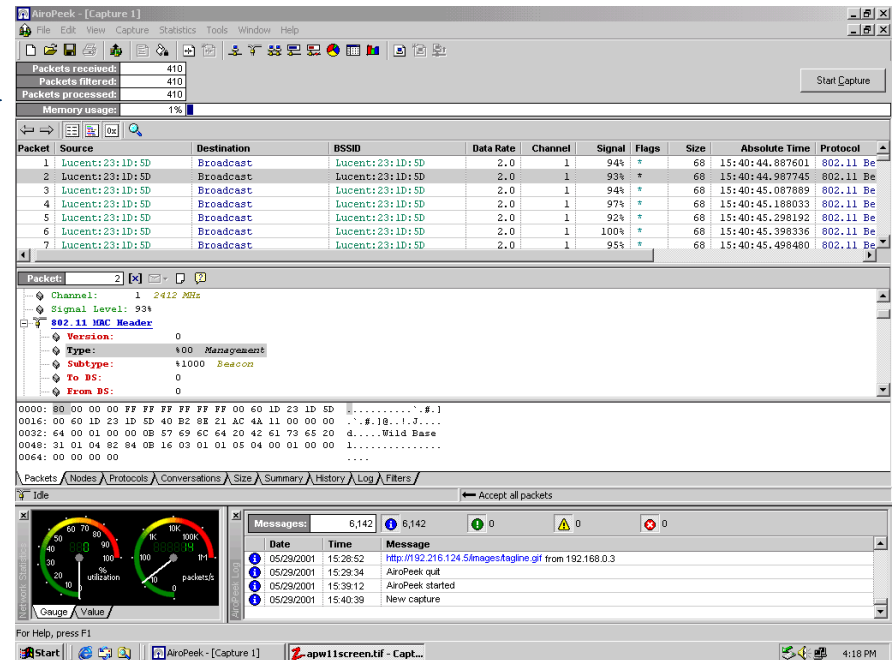 AiroPeek - [Capture 1]
File Edit View Capture Statistics Tools Window Help
Packets received: 410
Packets filtered: 410
Packets processed: 410
Start Capture
Memory usage: 1%
Packet Source Destination BSSID Data Rate Channel Signal Flags Size Absolute Time Protocol
1 Lucent:23:1D:5D Broadcast Lucent:23:1D:5D 2.0 1 94% * 68 15:40:44.887601 802.11 Be
2 Lucent:23:1D:5D Broadcast Lucent:23:1D:5D 2.0 1 93% * 68 15:40:44.987745 802.11 Be
3 Lucent:23:1D:5D Broadcast Lucent:23:1D:5D 2.0 1 94% * 68 15:40:45.087889 802.11 Be
4 Lucent:23:1D:5D Broadcast Lucent:23:1D:5D 2.0 1 97% * 68 15:40:45.188033 802.11 Be
5 Lucent:23:1D:5D Broadcast Lucent:23:1D:5D 2.0 1 92% * 68 15:40:45.298192 802.11 Be
6 Lucent:23:1D:5D Broadcast Lucent:23:1D:5D 2.0 1 100% * 68 15:40:45.398336 802.11 Be
7 Lucent:23:1D:5D Broadcast Lucent:23:1D:5D 2.0 1 95% * 68 15:40:45.498480 802.11 Be
Packet: 2
Channel: 1 2412 MHz
Signal Level: 93%
802.11 MAC Header
Version: 0
Type: %00 Management
Subtype: %1000 Beacon
To DS: 0
From DS: 0
0000: 80 00 00 00 FF FF FF FF FF FF 00 60 1D 23 1D 5D ...........`.#.]
0016: 00 60 1D 23 1D 5D 40 B2 8E 21 AC 4A 11 00 00 00 .`.#.]@..!.J....
0032: 64 00 01 00 00 0B 57 69 6C 64 20 42 61 73 65 20 d.....Wild Base
0048: 31 01 04 82 84 0B 16 03 01 01 05 04 00 01 00 00 1...............
0064: 00 00 00 00 ....
Packets Nodes Protocols Conversations Size Summary History Log Filters
Idle Accept all packets
Network Statistics
% utilization
packets/s
Gauge Value
AiroPeek Log
Messages: 6,142 6,142 0 0 0
Date Time Message
05/29/2001 15:28:52 http://192.216.124.5/images/tagline.gif from 192.168.0.3
05/29/2001 15:29:34 AiroPeek quit
05/29/2001 15:39:12 AiroPeek started
05/29/2001 15:40:39 New capture
For Help, press F1
Start AiroPeek - [Capture 1] apw11screen.tif - Capt... 4:18 PM